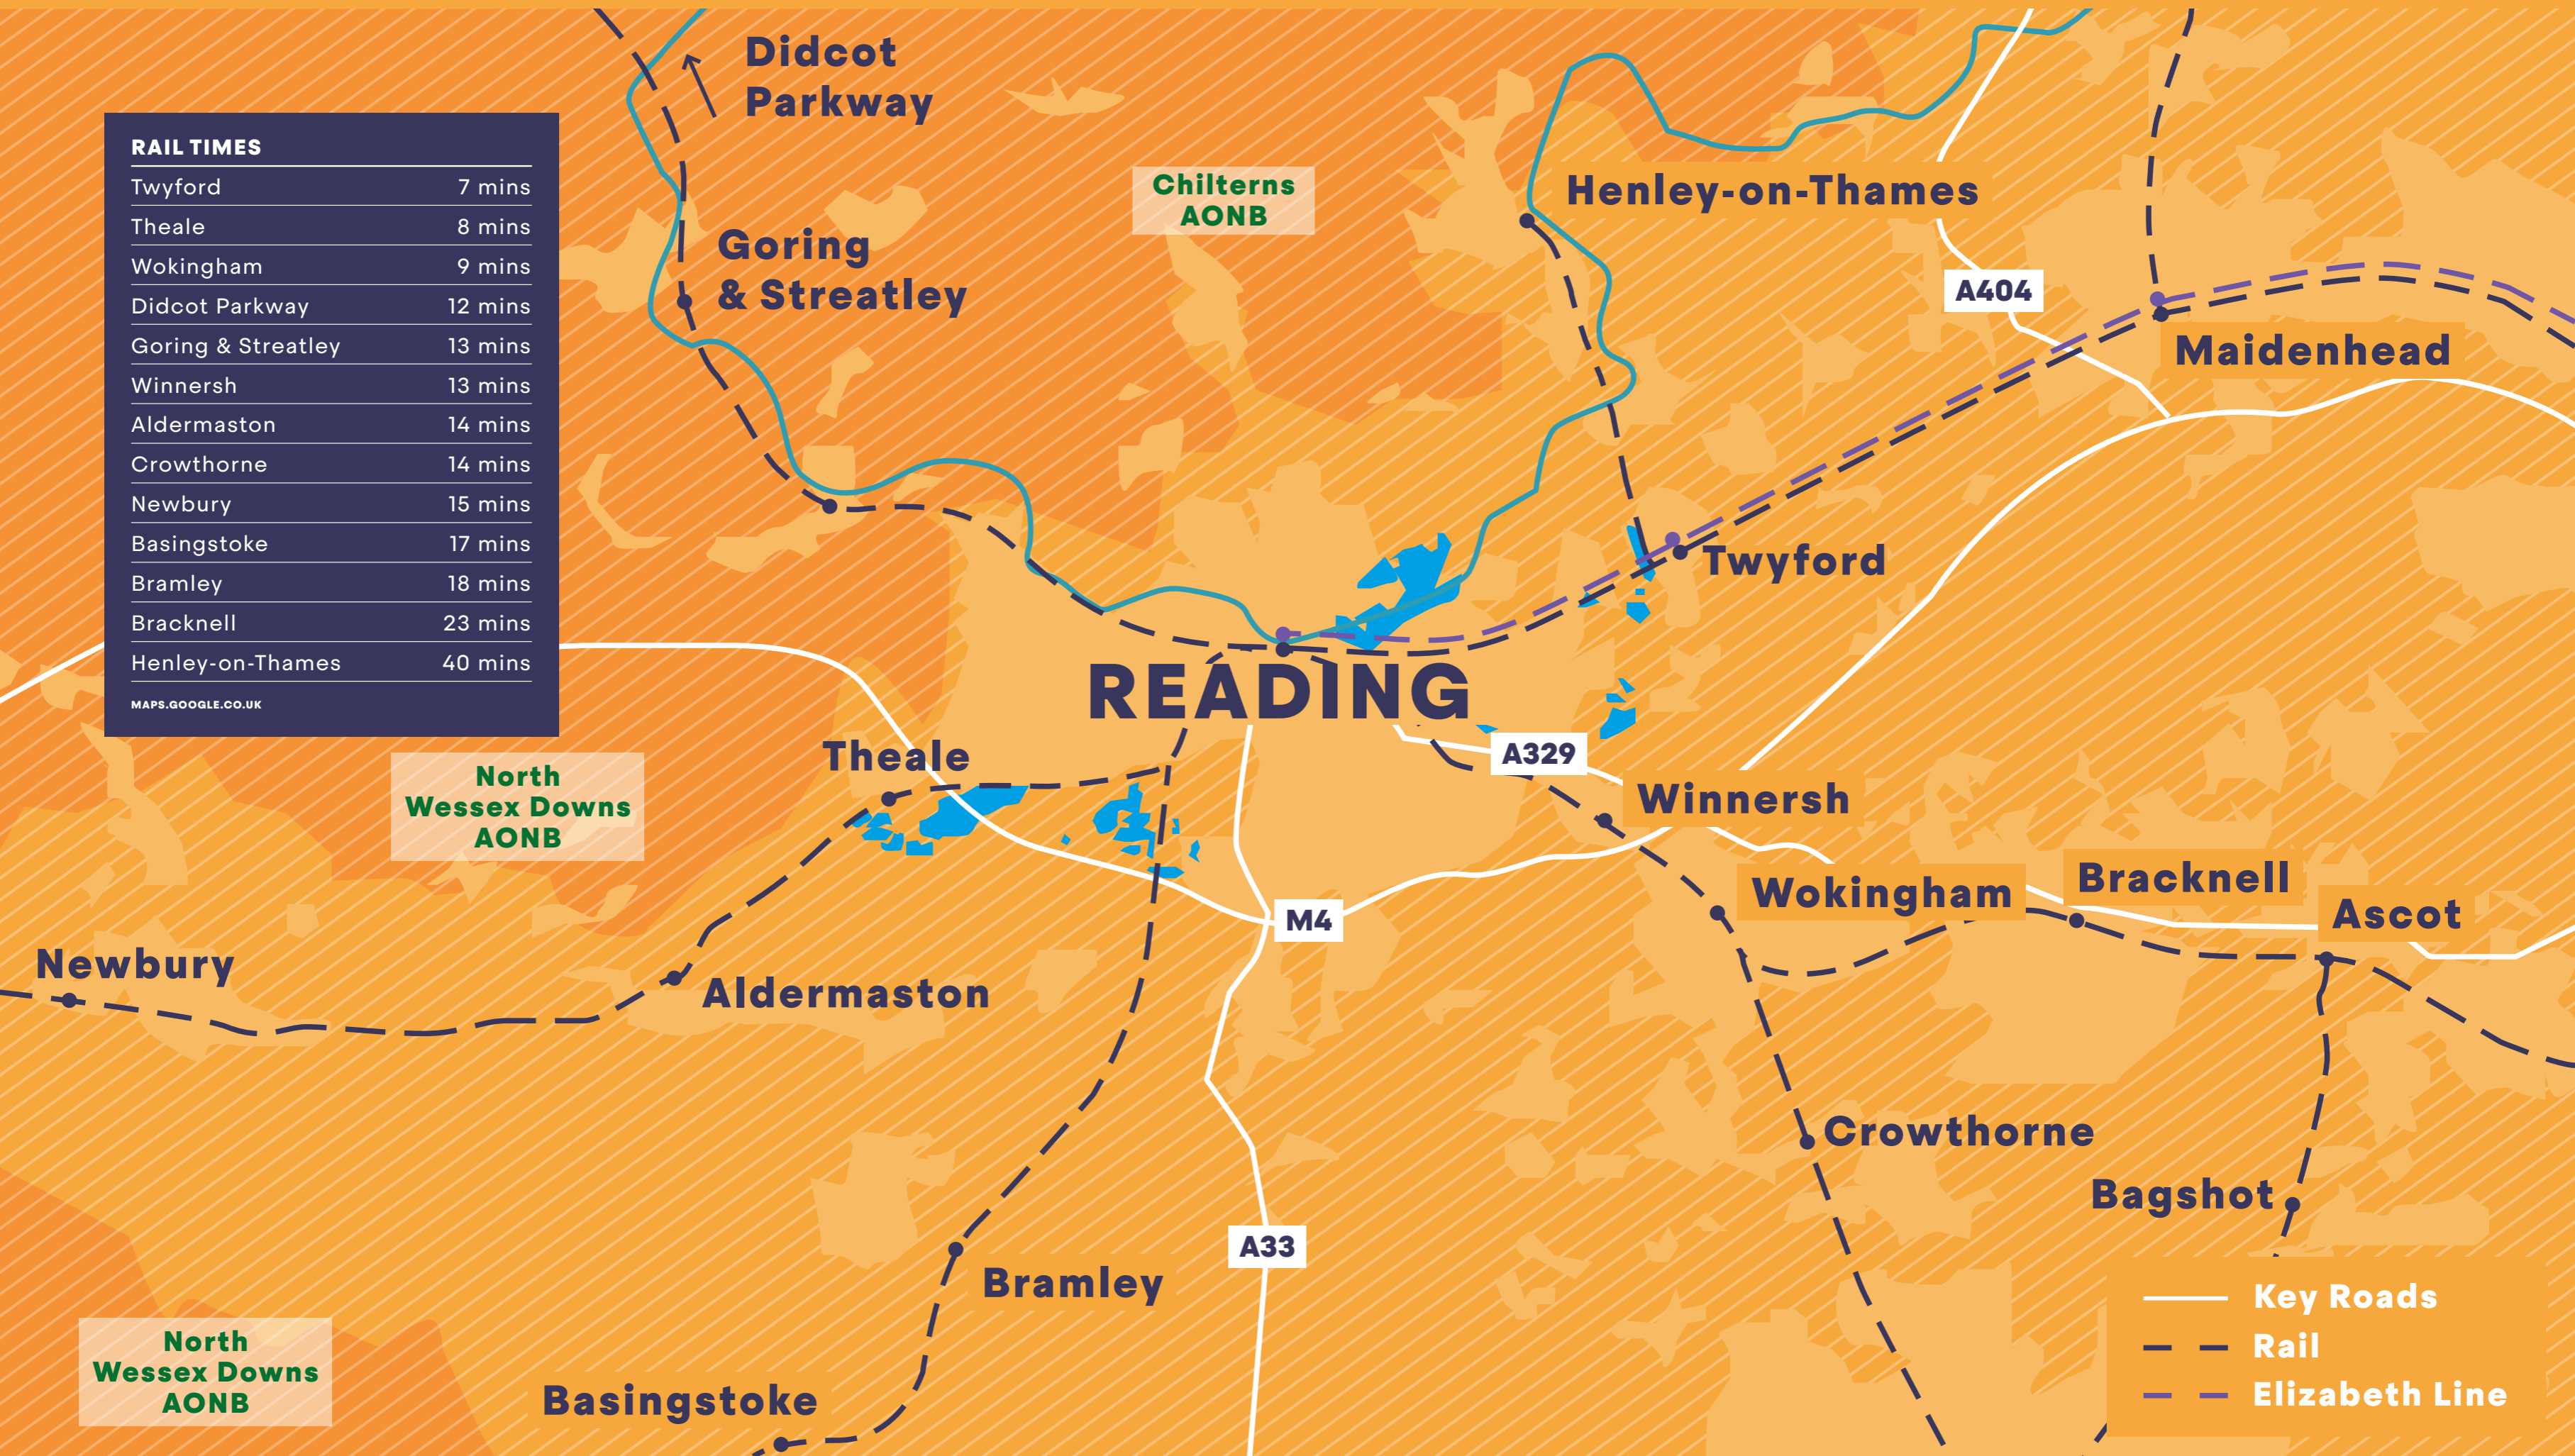 Didcot
Parkway
RAIL TIMES
Twyford 7 mins
Theale 8 mins
Wokingham 9 mins
Didcot Parkway 12 mins
Goring & Streatley 13 mins
Winnersh 13 mins
Aldermaston 14 mins
Crowthorne 14 mins
Newbury 15 mins
Basingstoke 17 mins
Bramley 18 mins
Bracknell 23 mins
Henley-on-Thames 40 mins
MAPS.GOOGLE.CO.UK
Chilterns
AONB
Henley-on-Thames
Goring
& Streatley
A404
Maidenhead
Twyford
READING
Theale
A329
North
Wessex Downs
AONB
Winnersh
Wokingham
Bracknell
Ascot
M4
Newbury
Aldermaston
Crowthorne
Bagshot
A33
Bramley
North
Wessex Downs
AONB
Basingstoke
Key Roads
Rail
Elizabeth Line